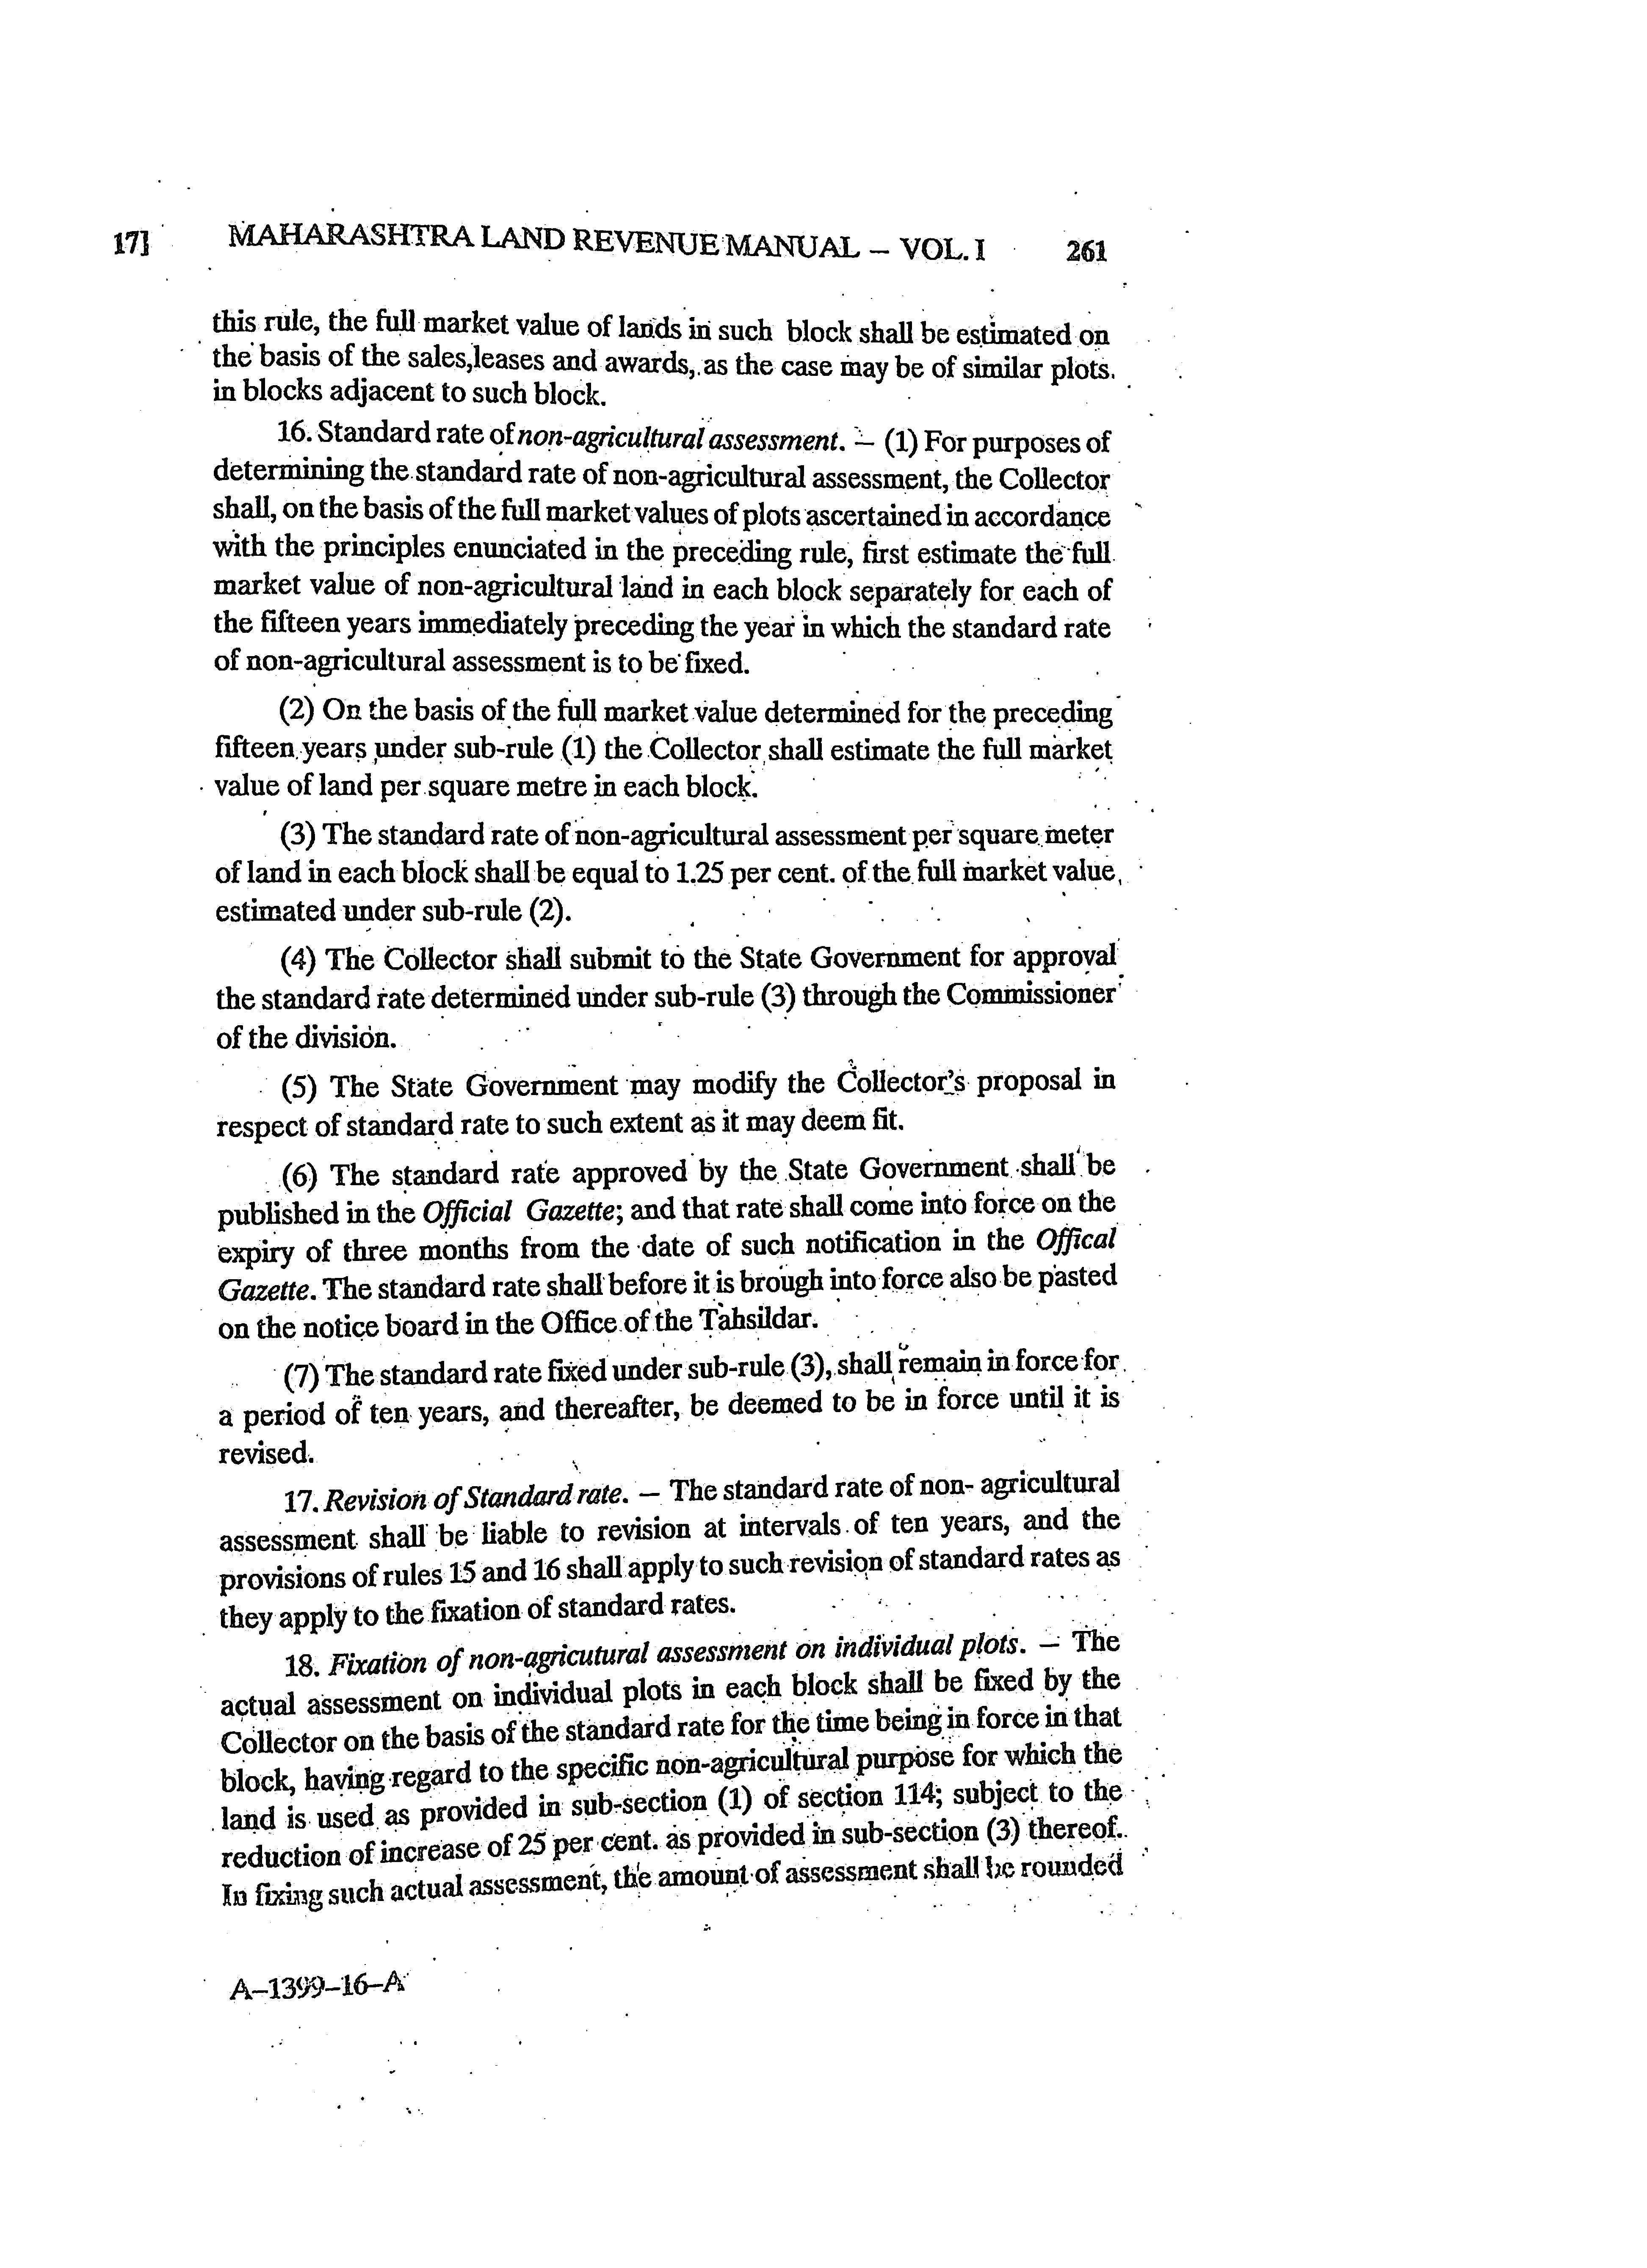 17] MAHARASHTRA LAND REVENUE MANUAL – VOL. I 261
this rule, the full market value of lands in such block shall be estimated on
the basis of the sales,leases and awards, as the case may be of similar plots.
in blocks adjacent to such block.
16. Standard rate of non-agricultural assessment. – (1) For purposes of
determining the standard rate of non-agricultural assessment, the Collector
shall, on the basis of the full market values of plots ascertained in accordance
with the principles enunciated in the preceding rule, first estimate the full
market value of non-agricultural land in each block separately for each of
the fifteen years immediately preceding the year in which the standard rate
of non-agricultural assessment is to be fixed.
(2) On the basis of the full market value determined for the preceding
fifteen years under sub-rule (1) the Collector shall estimate the full market
value of land per square metre in each block.
(3) The standard rate of non-agricultural assessment per square meter
of land in each block shall be equal to 1.25 per cent. of the full market value,
estimated under sub-rule (2).
(4) The Collector shall submit to the State Government for approval
the standard rate determined under sub-rule (3) through the Commissioner
of the division.
(5) The State Government may modify the Collector's proposal in
respect of standard rate to such extent as it may deem fit.
(6) The standard rate approved by the State Government shall be
published in the Official Gazette; and that rate shall come into force on the
expiry of three months from the date of such notification in the Offical
Gazette. The standard rate shall before it is brough into force also be pasted
on the notice board in the Office of the Tahsildar.
(7) The standard rate fixed under sub-rule (3), shall remain in force for
a period of ten years, and thereafter, be deemed to be in force until it is
revised.
17. Revision of Standard rate. – The standard rate of non- agricultural
assessment shall be liable to revision at intervals of ten years, and the
provisions of rules 15 and 16 shall apply to such revision of standard rates as
they apply to the fixation of standard rates.
18. Fixation of non-agricutural assessment on individual plots. – The
actual assessment on individual plots in each block shall be fixed by the
Collector on the basis of the standard rate for the time being in force in that
block, having regard to the specific non-agricultural purpose for which the
land is used as provided in sub-section (1) of section 114; subject to the
reduction of increase of 25 per cent. as provided in sub-section (3) thereof.
In fixing such actual assessment, the amount of assessment shall be rounded
A–1399–16–A